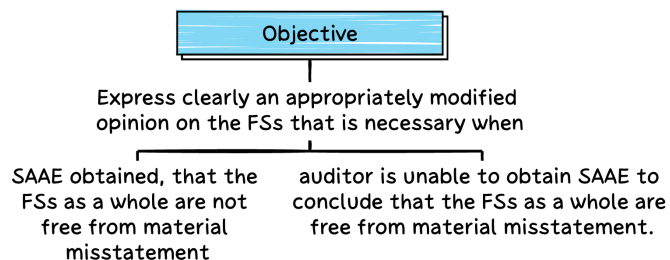 Objective
Express clearly an appropriately modified
opinion on the FSs that is necessary when
SAAE obtained, that the
FSs as a whole are not
free from material
misstatement
auditor is unable to obtain SAAE to
conclude that the FSs as a whole are
free from material misstatement.